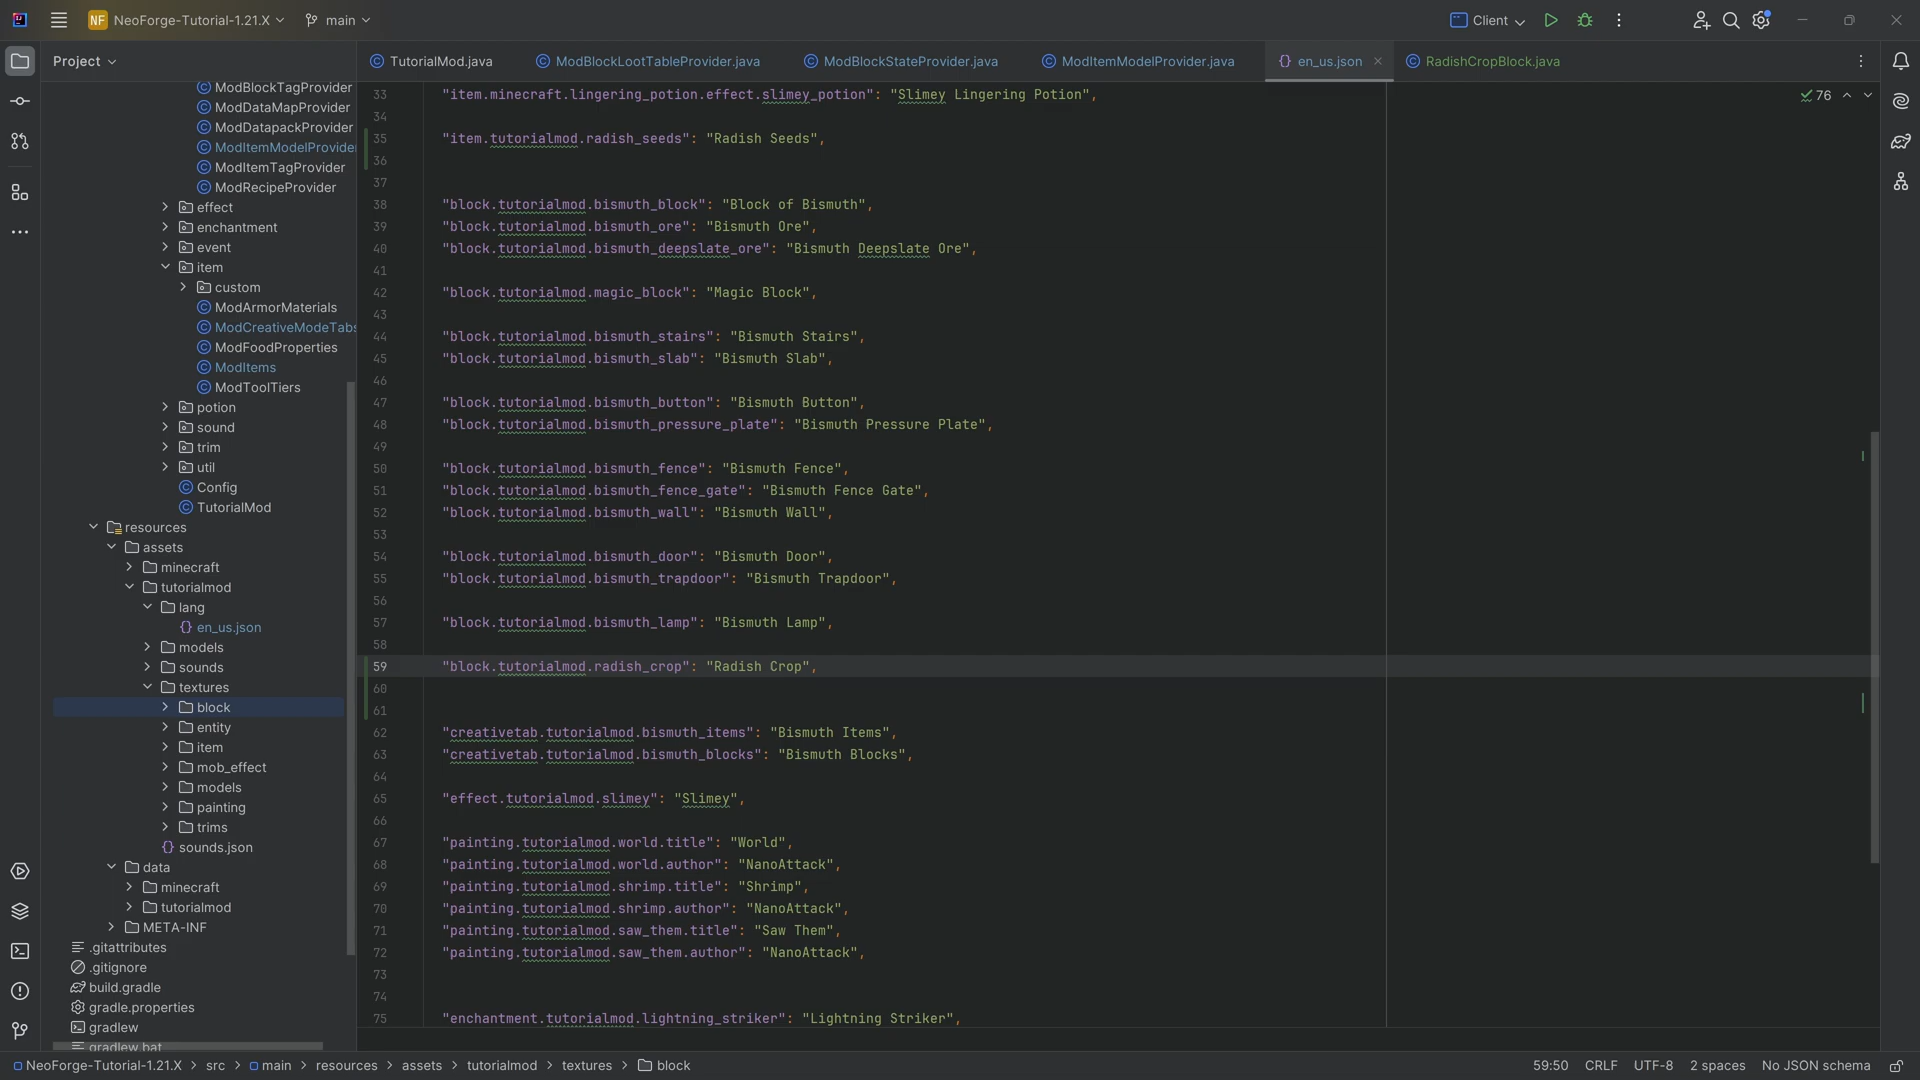 NF NeoForge-Tutorial-1.21.X main Client
Project
TutorialMod.java ModBlockLootTableProvider.java ModBlockStateProvider.java ModItemModelProvider.java en_us.json RadishCropBlock.java
ModBlockTagProvider
ModDataMapProvider
ModDatapackProvider
ModItemModelProvide
ModItemTagProvider
ModRecipeProvider
effect
enchantment
event
item
custom
ModArmorMaterials
ModCreativeModeTabs
ModFoodProperties
ModItems
ModToolTiers
potion
sound
trim
util
Config
TutorialMod
resources
assets
minecraft
tutorialmod
lang
en_us.json
models
sounds
textures
block
entity
item
mob_effect
models
painting
trims
sounds.json
data
minecraft
tutorialmod
META-INF
.gitattributes
.gitignore
build.gradle
gradle.properties
gradlew
gradlew.bat
76
33 "item.minecraft.lingering_potion.effect.slimey_potion": "Slimey Lingering Potion",
34
35 "item.tutorialmod.radish_seeds": "Radish Seeds",
36
37
38 "block.tutorialmod.bismuth_block": "Block of Bismuth",
39 "block.tutorialmod.bismuth_ore": "Bismuth Ore",
40 "block.tutorialmod.bismuth_deepslate_ore": "Bismuth Deepslate Ore",
41
42 "block.tutorialmod.magic_block": "Magic Block",
43
44 "block.tutorialmod.bismuth_stairs": "Bismuth Stairs",
45 "block.tutorialmod.bismuth_slab": "Bismuth Slab",
46
47 "block.tutorialmod.bismuth_button": "Bismuth Button",
48 "block.tutorialmod.bismuth_pressure_plate": "Bismuth Pressure Plate",
49
50 "block.tutorialmod.bismuth_fence": "Bismuth Fence",
51 "block.tutorialmod.bismuth_fence_gate": "Bismuth Fence Gate",
52 "block.tutorialmod.bismuth_wall": "Bismuth Wall",
53
54 "block.tutorialmod.bismuth_door": "Bismuth Door",
55 "block.tutorialmod.bismuth_trapdoor": "Bismuth Trapdoor",
56
57 "block.tutorialmod.bismuth_lamp": "Bismuth Lamp",
58
59 "block.tutorialmod.radish_crop": "Radish Crop",
60
61
62 "creativetab.tutorialmod.bismuth_items": "Bismuth Items",
63 "creativetab.tutorialmod.bismuth_blocks": "Bismuth Blocks",
64
65 "effect.tutorialmod.slimey": "Slimey",
66
67 "painting.tutorialmod.world.title": "World",
68 "painting.tutorialmod.world.author": "NanoAttack",
69 "painting.tutorialmod.shrimp.title": "Shrimp",
70 "painting.tutorialmod.shrimp.author": "NanoAttack",
71 "painting.tutorialmod.saw_them.title": "Saw Them",
72 "painting.tutorialmod.saw_them.author": "NanoAttack",
73
74
75 "enchantment.tutorialmod.lightning_striker": "Lightning Striker",
NeoForge-Tutorial-1.21.X > src > main > resources > assets > tutorialmod > textures > block 59:50 CRLF UTF-8 2 spaces No JSON schema